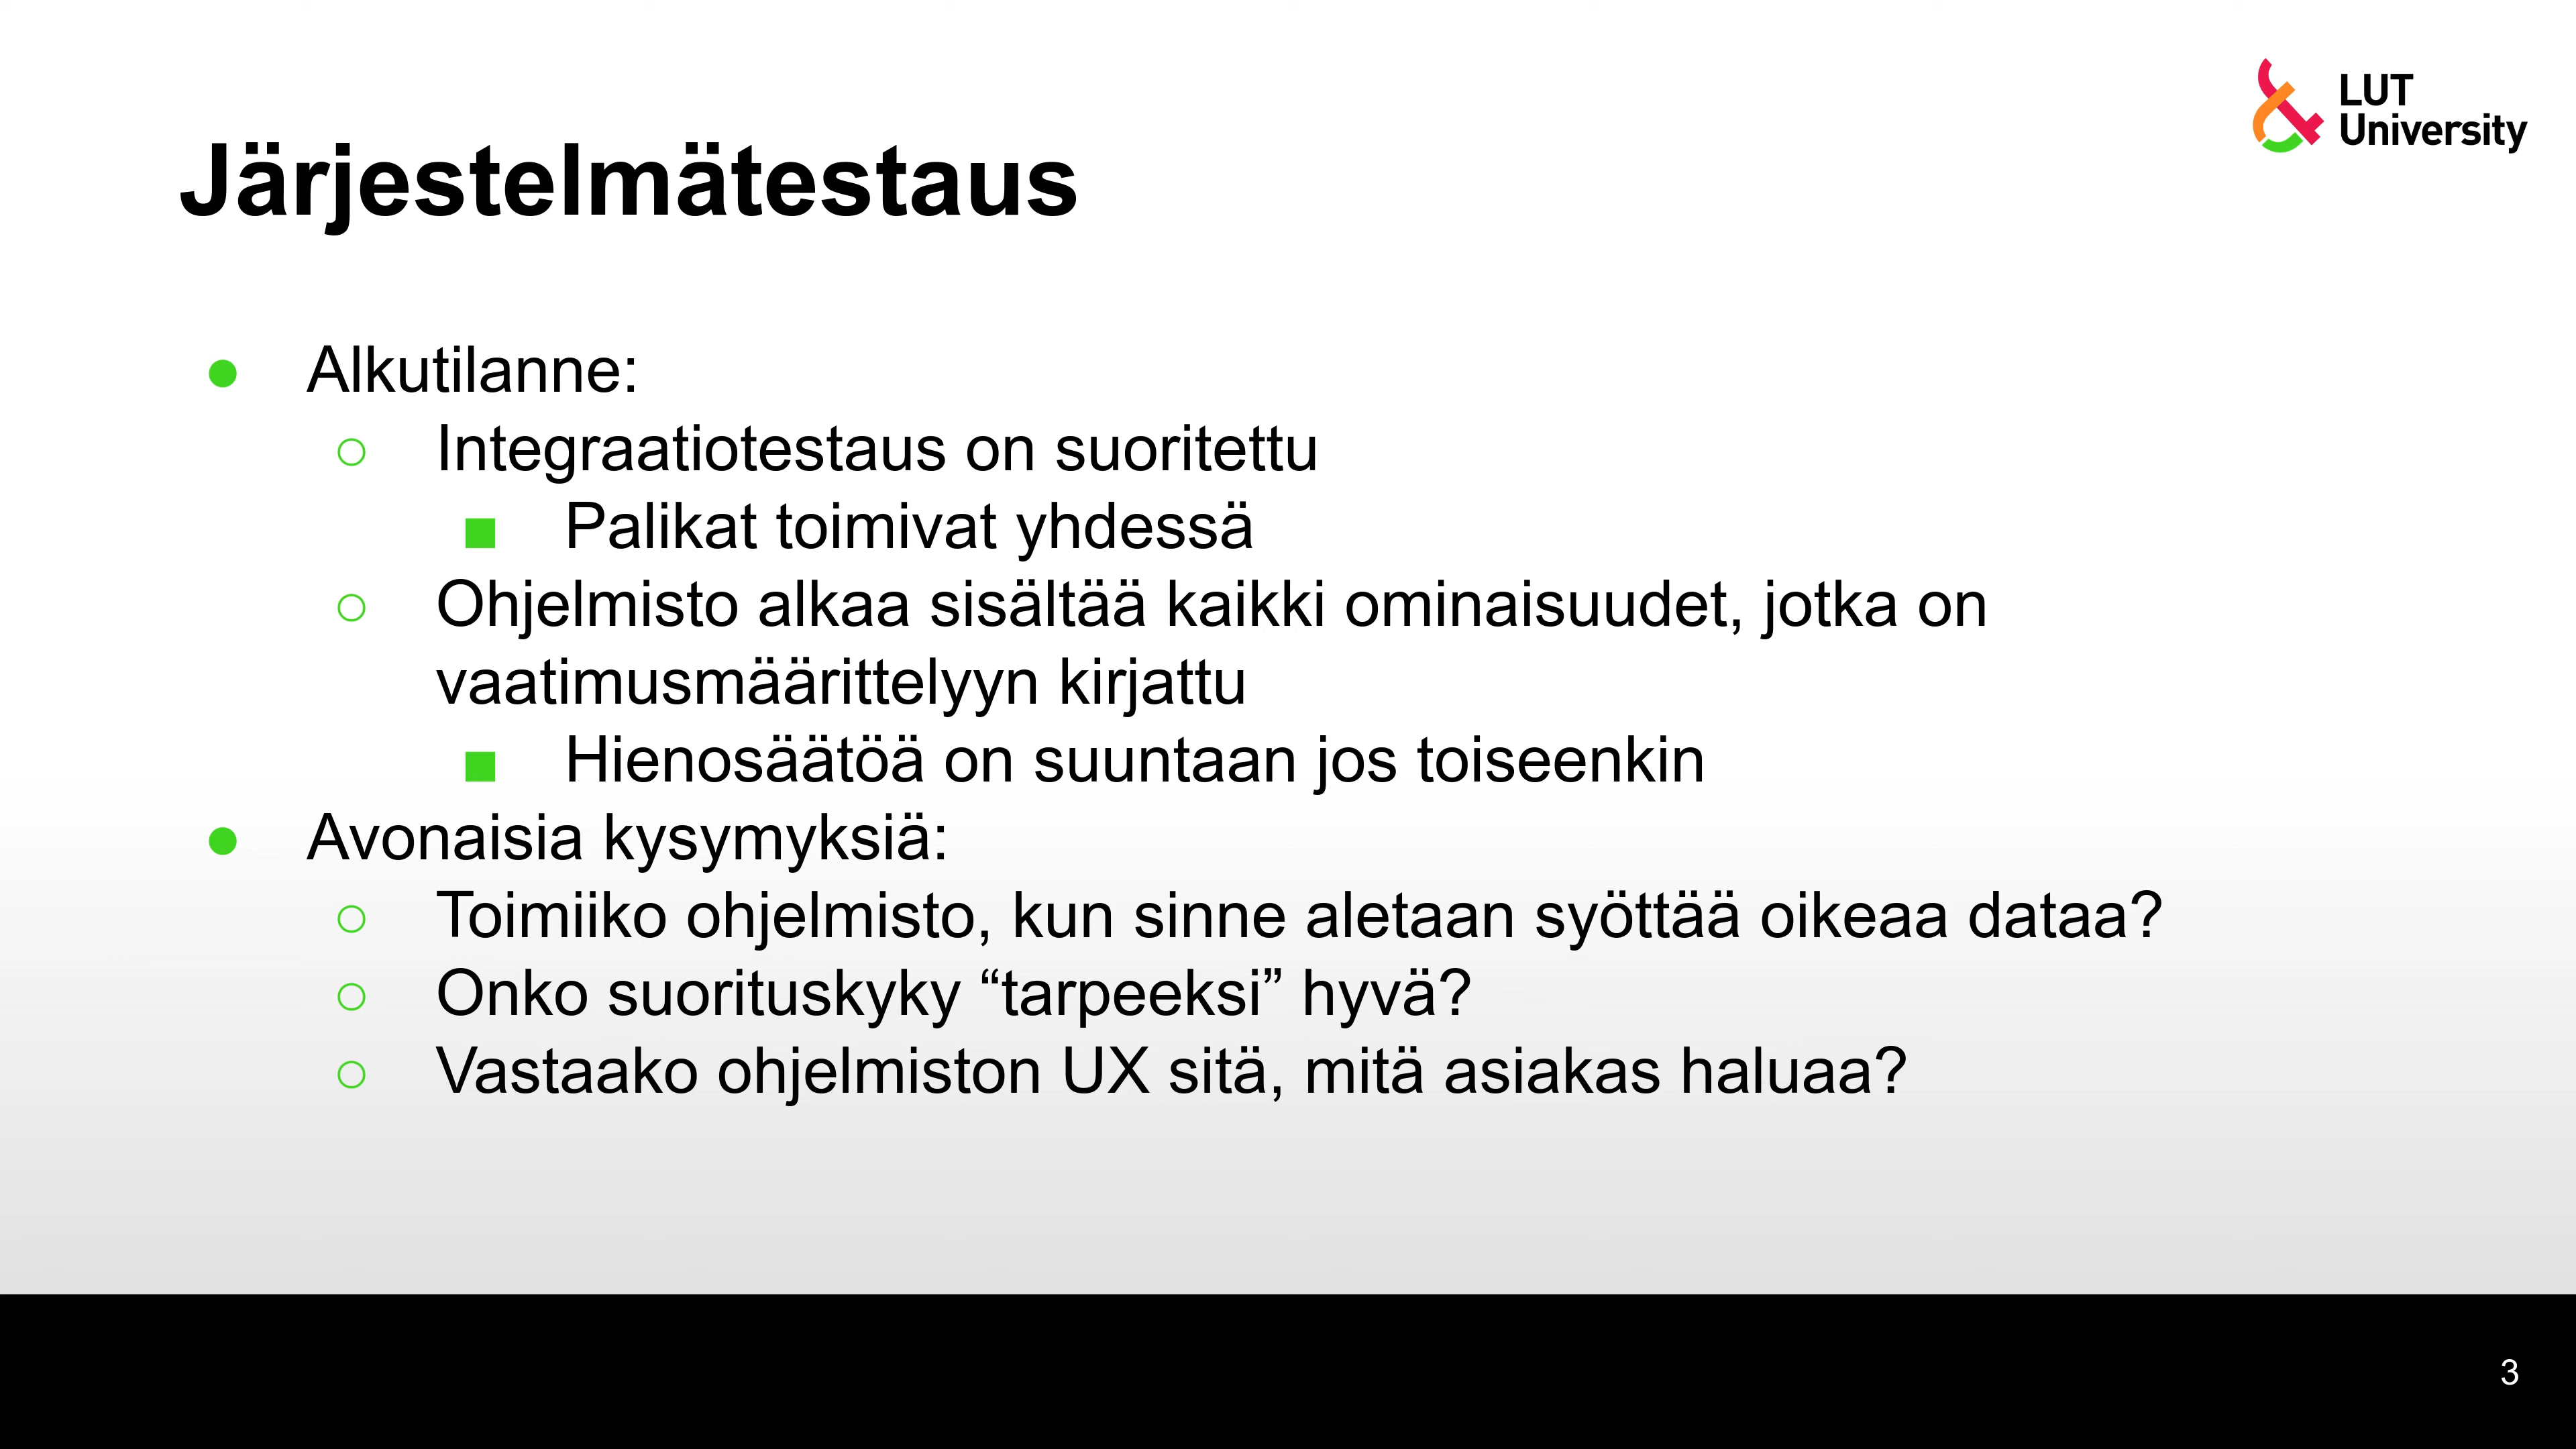 LUT
University
Järjestelmätestaus
● Alkutilanne:
○ Integraatiotestaus on suoritettu
■ Palikat toimivat yhdessä
○ Ohjelmisto alkaa sisältää kaikki ominaisuudet, jotka on
vaatimusmäärittelyyn kirjattu
■ Hienosäätöä on suuntaan jos toiseenkin
● Avonaisia kysymyksiä:
○ Toimiiko ohjelmisto, kun sinne aletaan syöttää oikeaa dataa?
○ Onko suorituskyky “tarpeeksi” hyvä?
○ Vastaako ohjelmiston UX sitä, mitä asiakas haluaa?
3